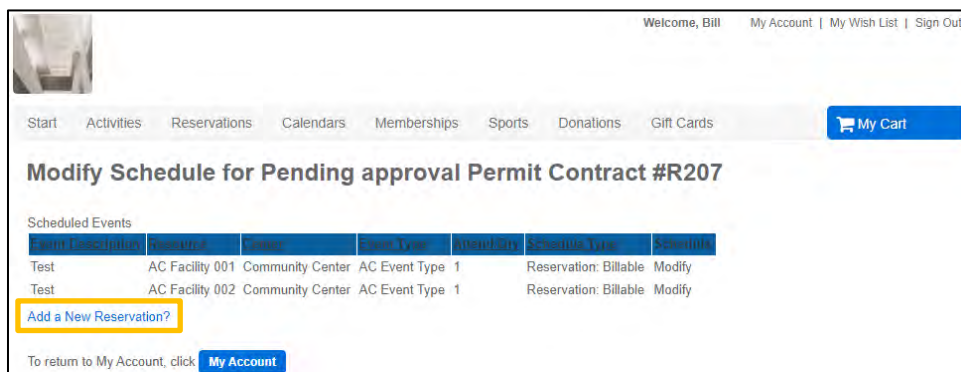 Welcome, Bill My Account | My Wish List | Sign Out
Start Activities Reservations Calendars Memberships Sports Donations Gift Cards My Cart
Modify Schedule for Pending approval Permit Contract #R207
Scheduled Events
Event Description Resource Center Event Type Attend/Qty Schedule Type Schedule
Test AC Facility 001 Community Center AC Event Type 1 Reservation: Billable Modify
Test AC Facility 002 Community Center AC Event Type 1 Reservation: Billable Modify
Add a New Reservation?
To return to My Account, click My Account